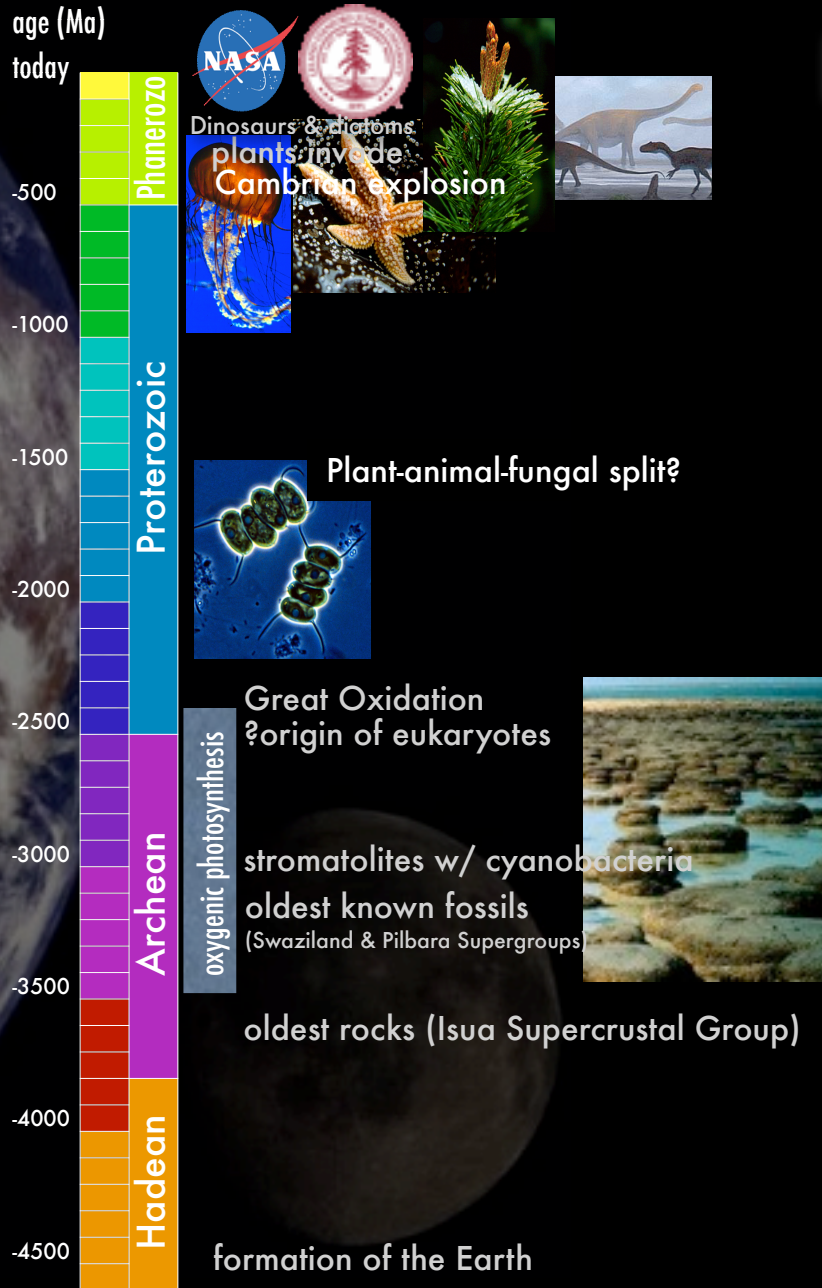 age (Ma)
today
NASA
Phanerozo
Dinosaurs & diatoms
plants invade
Cambrian explosion
-500
-1000
Proterozoic
-1500
Plant-animal-fungal split?
-2000
Great Oxidation
-2500
?origin of eukaryotes
oxygenic photosynthesis
-3000
stromatolites w/ cyanobacteria
Archean
oldest known fossils
(Swaziland & Pilbara Supergroups)
-3500
oldest rocks (Isua Supercrustal Group)
-4000
Hadean
-4500
formation of the Earth